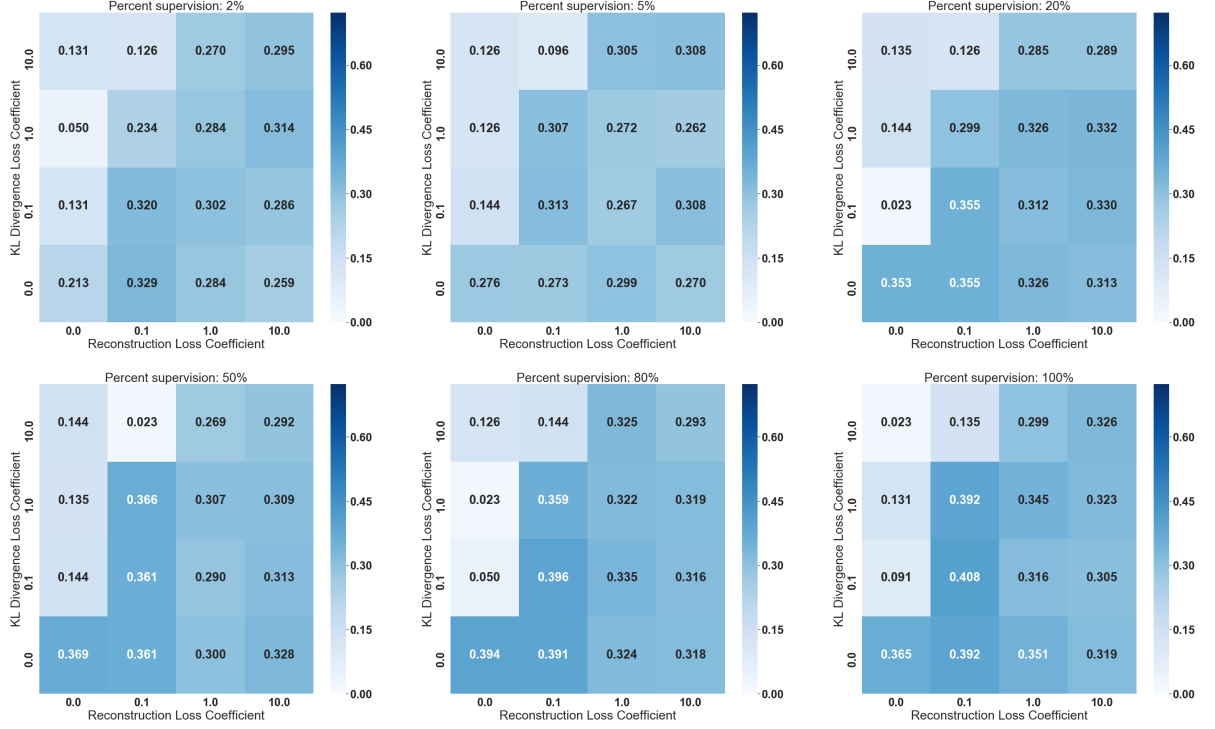 Percent supervision: 2%
KL Divergence Loss Coefficient
10.0 0.131 0.126 0.270 0.295
1.0 0.050 0.234 0.284 0.314
0.1 0.131 0.320 0.302 0.286
0.0 0.213 0.329 0.284 0.259
0.0 0.1 1.0 10.0
Reconstruction Loss Coefficient
0.60
0.45
0.30
0.15
0.00
Percent supervision: 5%
KL Divergence Loss Coefficient
10.0 0.126 0.096 0.305 0.308
1.0 0.126 0.307 0.272 0.262
0.1 0.144 0.313 0.267 0.308
0.0 0.276 0.273 0.299 0.270
0.0 0.1 1.0 10.0
Reconstruction Loss Coefficient
0.60
0.45
0.30
0.15
0.00
Percent supervision: 20%
KL Divergence Loss Coefficient
10.0 0.135 0.126 0.285 0.289
1.0 0.144 0.299 0.326 0.332
0.1 0.023 0.355 0.312 0.330
0.0 0.353 0.355 0.326 0.313
0.0 0.1 1.0 10.0
Reconstruction Loss Coefficient
0.60
0.45
0.30
0.15
0.00
Percent supervision: 50%
KL Divergence Loss Coefficient
10.0 0.144 0.023 0.269 0.292
1.0 0.135 0.366 0.307 0.309
0.1 0.144 0.361 0.290 0.313
0.0 0.369 0.361 0.300 0.328
0.0 0.1 1.0 10.0
Reconstruction Loss Coefficient
0.60
0.45
0.30
0.15
0.00
Percent supervision: 80%
KL Divergence Loss Coefficient
10.0 0.126 0.144 0.325 0.293
1.0 0.023 0.359 0.322 0.319
0.1 0.050 0.396 0.335 0.316
0.0 0.394 0.391 0.324 0.318
0.0 0.1 1.0 10.0
Reconstruction Loss Coefficient
0.60
0.45
0.30
0.15
0.00
Percent supervision: 100%
KL Divergence Loss Coefficient
10.0 0.023 0.135 0.299 0.326
1.0 0.131 0.392 0.345 0.323
0.1 0.091 0.408 0.316 0.305
0.0 0.365 0.392 0.351 0.319
0.0 0.1 1.0 10.0
Reconstruction Loss Coefficient
0.60
0.45
0.30
0.15
0.00